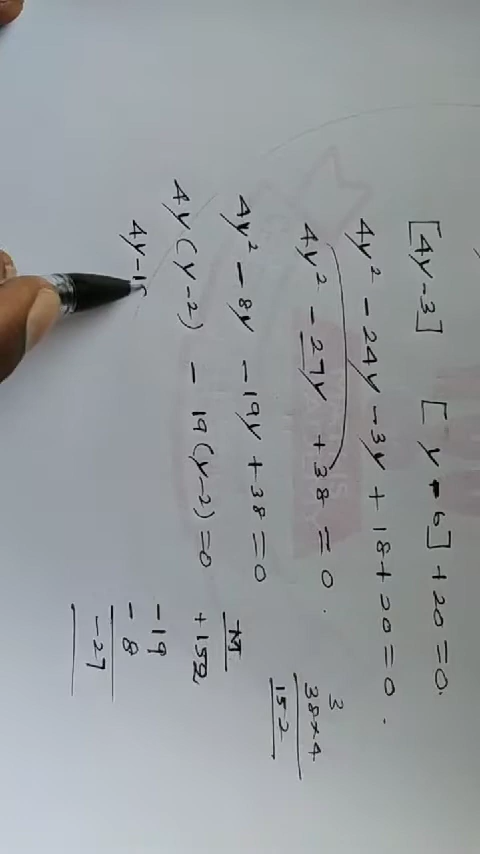 [4y-3] [y-6] +20 =0.
4y² - 24y -3y + 18+20 =0.
4y² - 27y +38 = 0.
4y² - 8y - 19y +38 =0
4y(y-2) - 19(y-2)=0
4y-1
3
38×4
152
+152
-19
- 8
-27